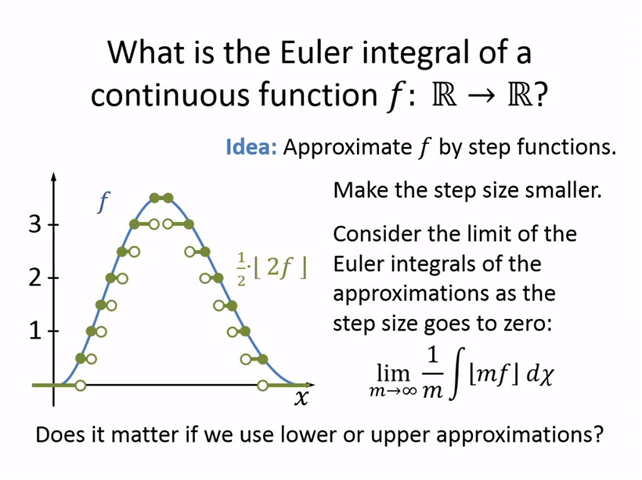 What is the Euler integral of a
continuous function 𝑓: ℝ → ℝ?
Idea: Approximate 𝑓 by step functions.
Make the step size smaller.
Consider the limit of the
Euler integrals of the
approximations as the
step size goes to zero:
lim m→∞ 1/m ∫ ⌊m𝑓⌋ dχ
𝑓
3
2
1
1/2·⌊ 2𝑓 ⌋
x
Does it matter if we use lower or upper approximations?